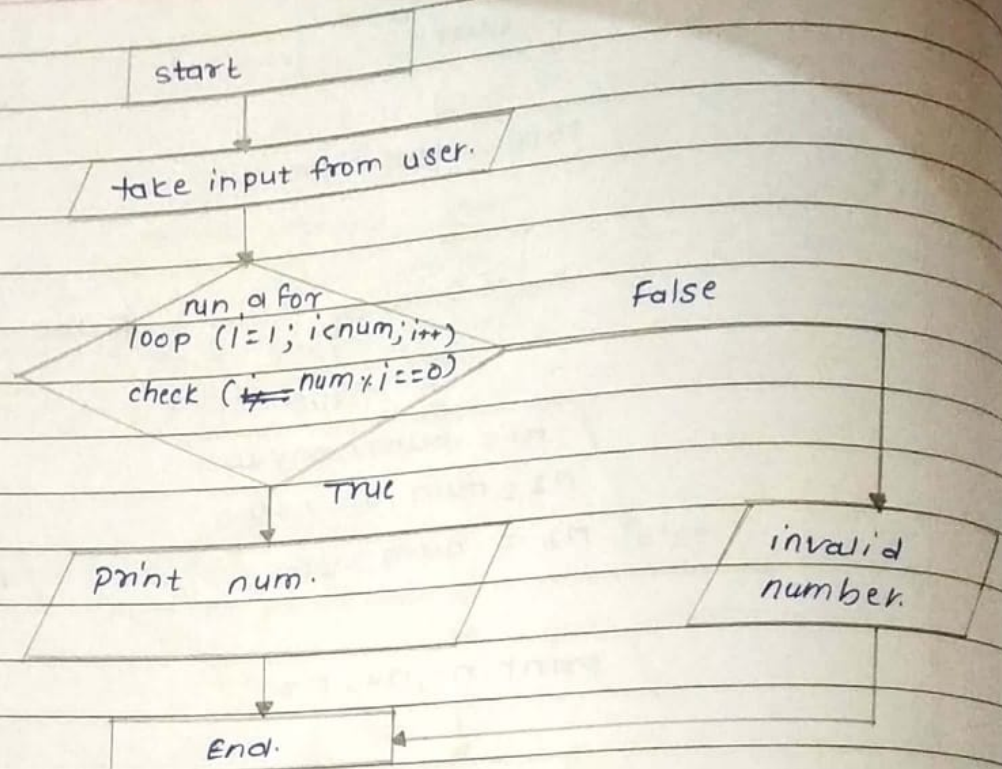 start
take input from user.
run a for
loop (I=1; i<num; i++)
check (num % i==0)
False
True
print num.
invalid
number.
End.